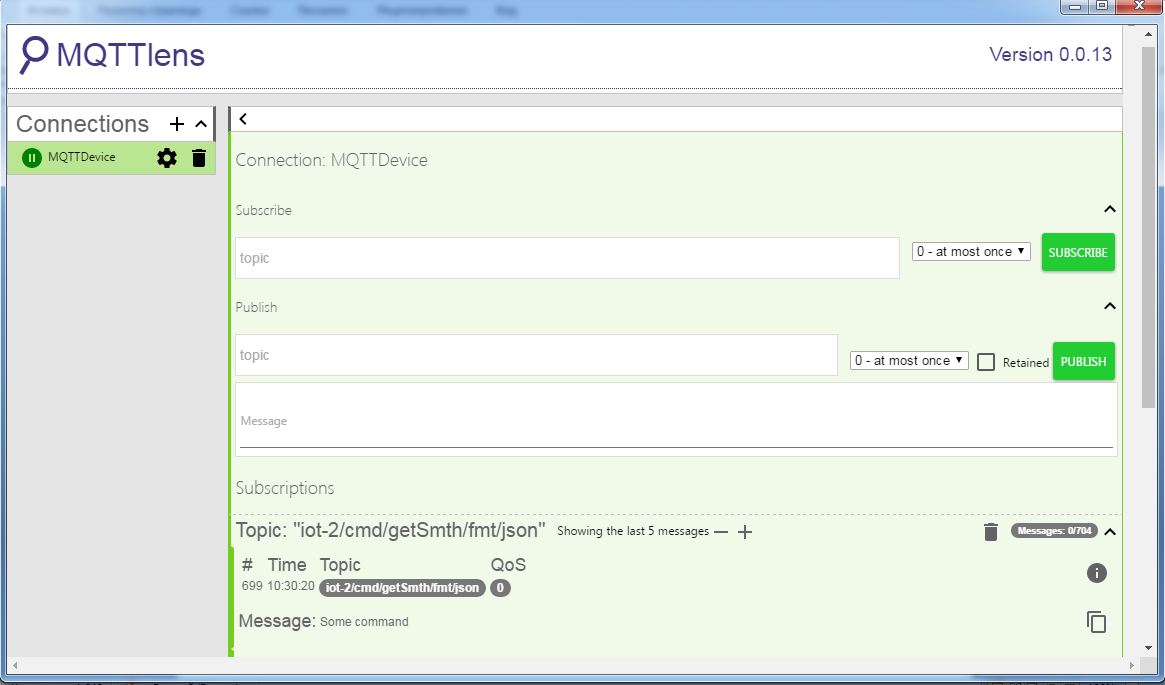 MQTTlens
Version 0.0.13
Connections
MQTTDevice
Connection: MQTTDevice
Subscribe
topic
0 - at most once
SUBSCRIBE
Publish
topic
0 - at most once
Retained
PUBLISH
Message
Subscriptions
Topic: "iot-2/cmd/getSmth/fmt/json" Showing the last 5 messages
Messages: 0/704
# Time Topic QoS
699 10:30:20 iot-2/cmd/getSmth/fmt/json 0
Message: Some command